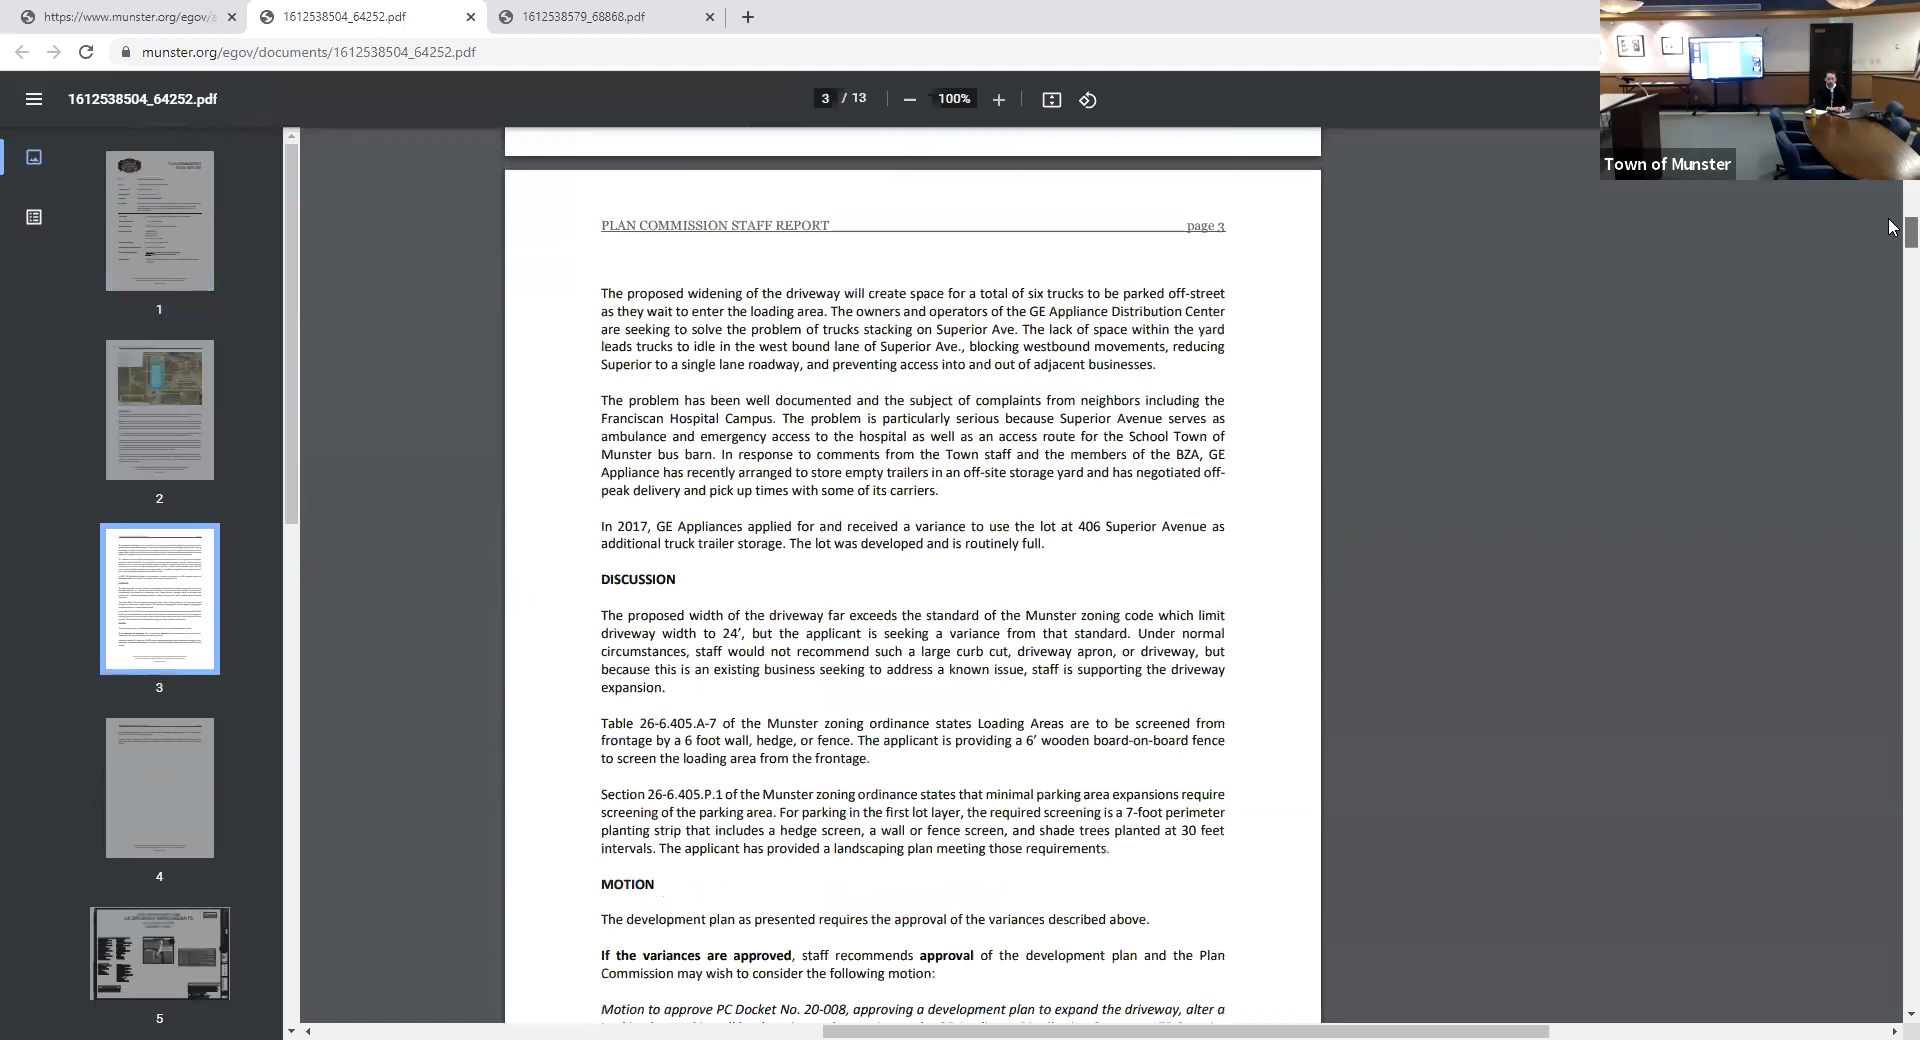 https://www.munster.org/egov/
1612538504_64252.pdf
1612538579_68868.pdf
munster.org/egov/documents/1612538504_64252.pdf
1612538504_64252.pdf
3 / 13
100%
Town of Munster
1
2
3
4
5
PLAN COMMISSION STAFF REPORT page 3
The proposed widening of the driveway will create space for a total of six trucks to be parked off-street
as they wait to enter the loading area. The owners and operators of the GE Appliance Distribution Center
are seeking to solve the problem of trucks stacking on Superior Ave. The lack of space within the yard
leads trucks to idle in the west bound lane of Superior Ave., blocking westbound movements, reducing
Superior to a single lane roadway, and preventing access into and out of adjacent businesses.
The problem has been well documented and the subject of complaints from neighbors including the
Franciscan Hospital Campus. The problem is particularly serious because Superior Avenue serves as
ambulance and emergency access to the hospital as well as an access route for the School Town of
Munster bus barn. In response to comments from the Town staff and the members of the BZA, GE
Appliance has recently arranged to store empty trailers in an off-site storage yard and has negotiated off-
peak delivery and pick up times with some of its carriers.
In 2017, GE Appliances applied for and received a variance to use the lot at 406 Superior Avenue as
additional truck trailer storage. The lot was developed and is routinely full.
DISCUSSION
The proposed width of the driveway far exceeds the standard of the Munster zoning code which limit
driveway width to 24’, but the applicant is seeking a variance from that standard. Under normal
circumstances, staff would not recommend such a large curb cut, driveway apron, or driveway, but
because this is an existing business seeking to address a known issue, staff is supporting the driveway
expansion.
Table 26-6.405.A-7 of the Munster zoning ordinance states Loading Areas are to be screened from
frontage by a 6 foot wall, hedge, or fence. The applicant is providing a 6’ wooden board-on-board fence
to screen the loading area from the frontage.
Section 26-6.405.P.1 of the Munster zoning ordinance states that minimal parking area expansions require
screening of the parking area. For parking in the first lot layer, the required screening is a 7-foot perimeter
planting strip that includes a hedge screen, a wall or fence screen, and shade trees planted at 30 feet
intervals. The applicant has provided a landscaping plan meeting those requirements.
MOTION
The development plan as presented requires the approval of the variances described above.
If the variances are approved, staff recommends approval of the development plan and the Plan
Commission may wish to consider the following motion:
Motion to approve PC Docket No. 20-008, approving a development plan to expand the driveway, alter a